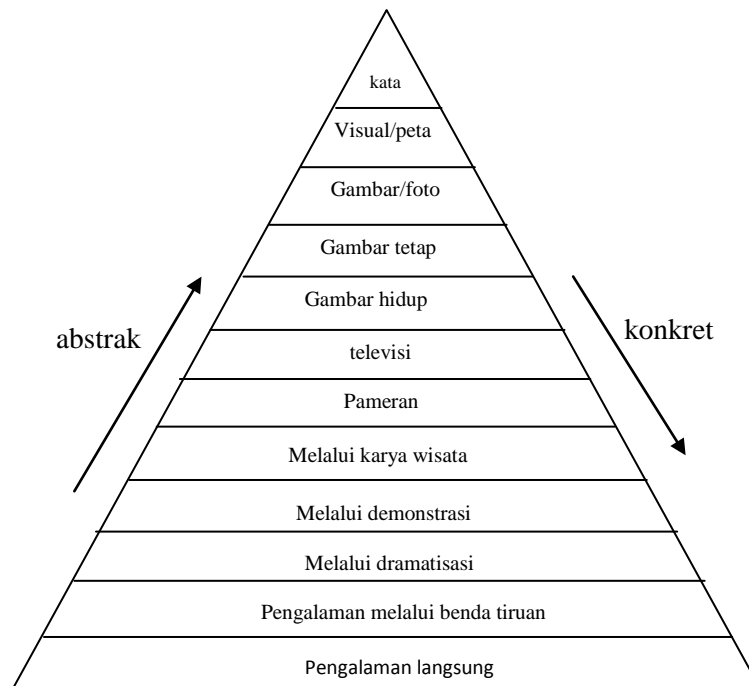 kata
Visual/peta
Gambar/foto
Gambar tetap
Gambar hidup
abstrak
konkret
televisi
Pameran
Melalui karya wisata
Melalui demonstrasi
Melalui dramatisasi
Pengalaman melalui benda tiruan
Pengalaman langsung